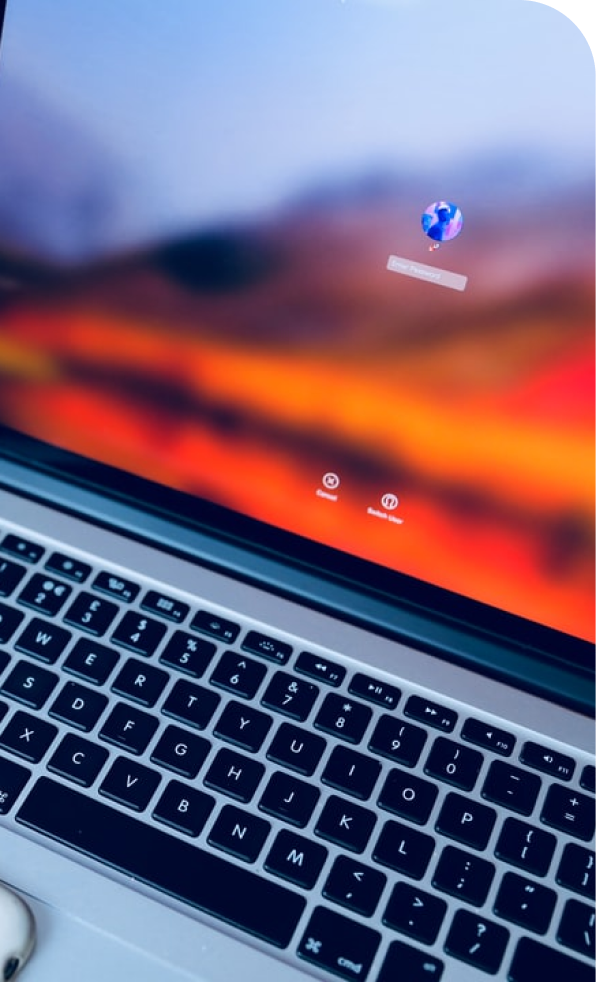 Enter Password
Cancel
Switch User
F3 F4 F5 F6 F7 F8 F9 F10 F11
@ € 2 £ 3 $ 4 % 5 ^ 6 & 7 * 8 ( 9 ) 0 _ - + =
W E R T Y U I O P { [ } ]
S D F G H J K L : ; " '
X C V B N M < , > . ? /
⌘ ⌘ cmd